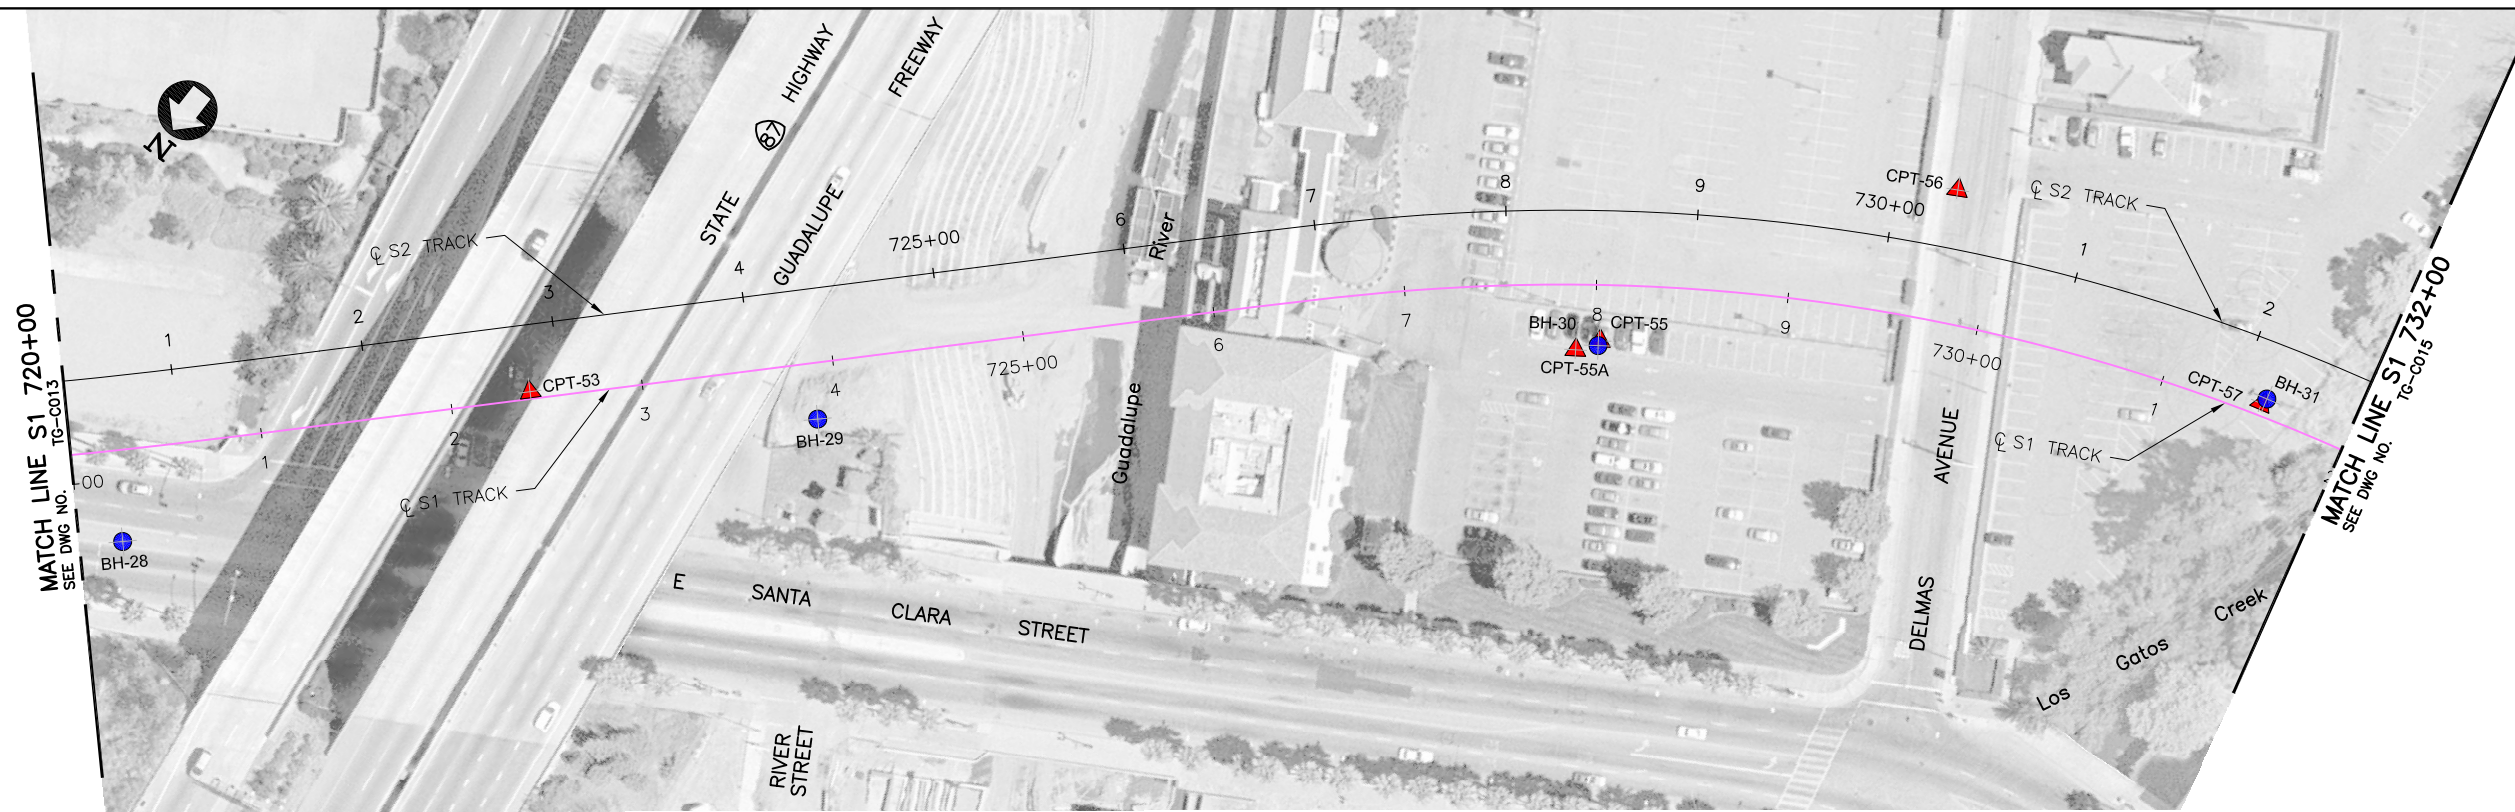 N
STATE HIGHWAY
87
GUADALUPE FREEWAY
MATCH LINE S1 720+00
SEE DWG NO. TG-C013
℄ S2 TRACK
1
2
3
4
725+00
6
7
8
9
730+00
1
2
℄ S2 TRACK
CPT-56
+00
1
2
3
4
725+00
6
7
8
9
730+00
1
℄ S1 TRACK
℄ S1 TRACK
CPT-53
BH-28
BH-29
BH-30
CPT-55
CPT-55A
CPT-57
BH-31
Guadalupe River
E SANTA CLARA STREET
RIVER
STREET
DELMAS AVENUE
Los Gatos Creek
MATCH LINE S1 732+00
SEE DWG NO. TG-C015